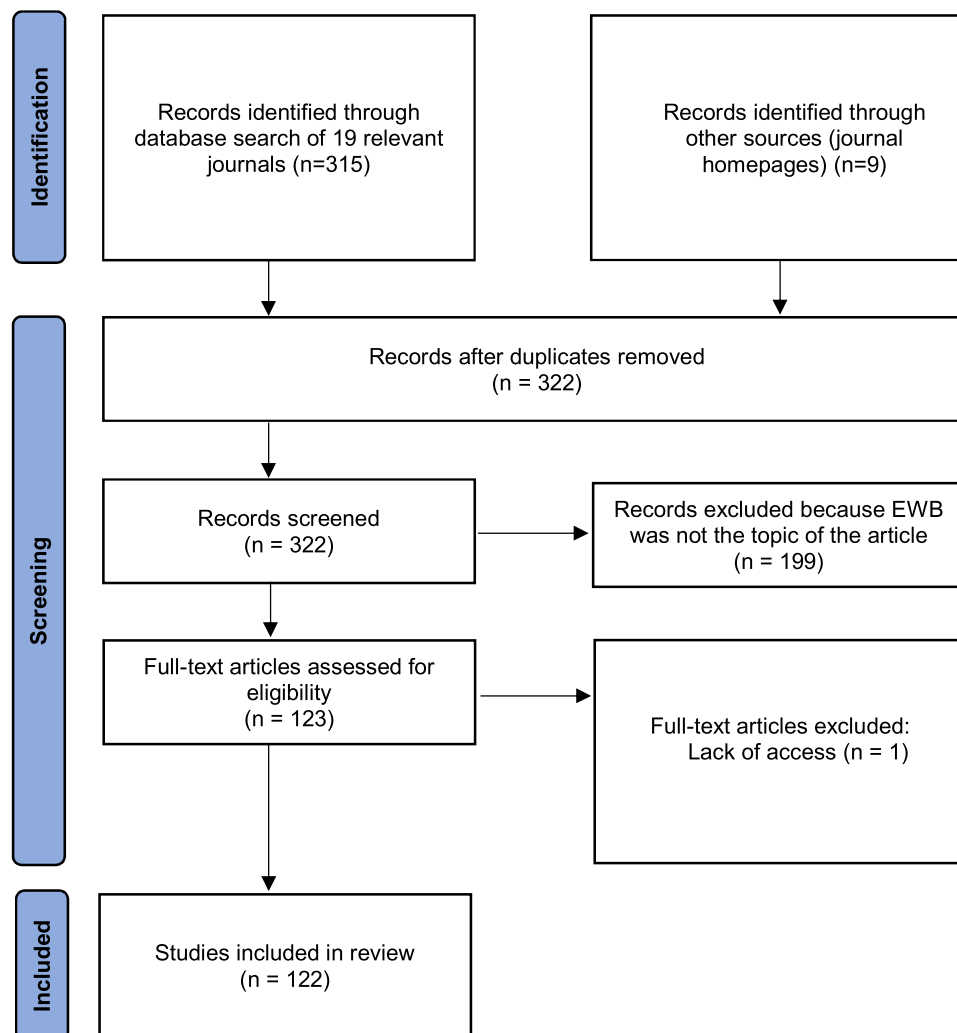 Identification
Records identified through
database search of 19 relevant
journals (n=315)
Records identified through
other sources (journal
homepages) (n=9)
Screening
Records after duplicates removed
(n = 322)
Records screened
(n = 322)
Records excluded because EWB
was not the topic of the article
(n = 199)
Full-text articles assessed for
eligibility
(n = 123)
Full-text articles excluded:
Lack of access (n = 1)
Included
Studies included in review
(n = 122)